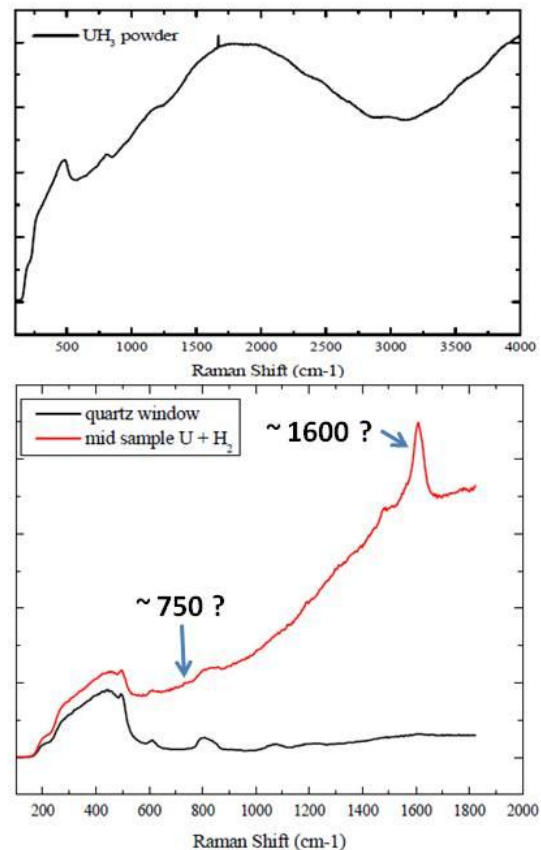 UH₃ powder
500 1000 1500 2000 2500 3000 3500 4000
Raman Shift (cm-1)
quartz window
mid sample U + H₂
~ 1600 ?
~ 750 ?
200 400 600 800 1000 1200 1400 1600 1800 2000
Raman Shift (cm-1)